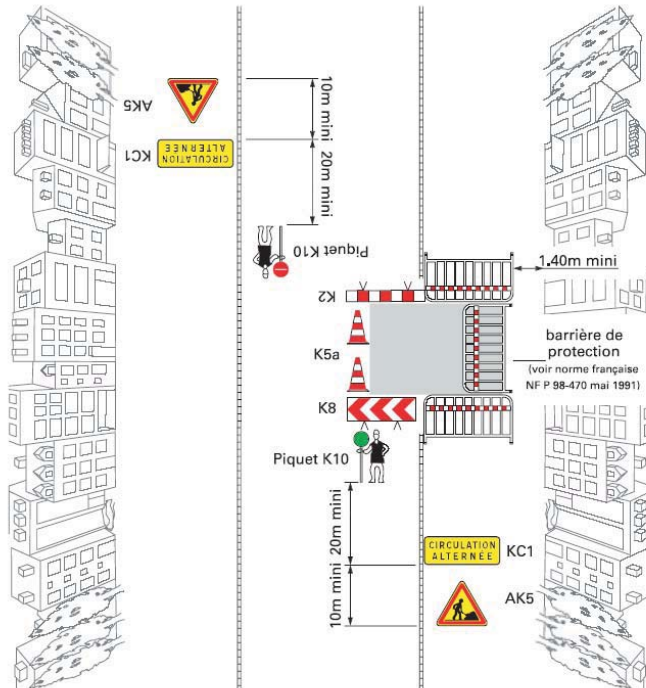 AK5
10m mini
KC1
CIRCULATION
ALTERNÉE
20m mini
Piquet K10
K2
1.40m mini
K5a
barrière de
protection
(voir norme française
NF P 98-470 mai 1991)
K8
Piquet K10
20m mini
CIRCULATION
ALTERNÉE
KC1
10m mini
AK5